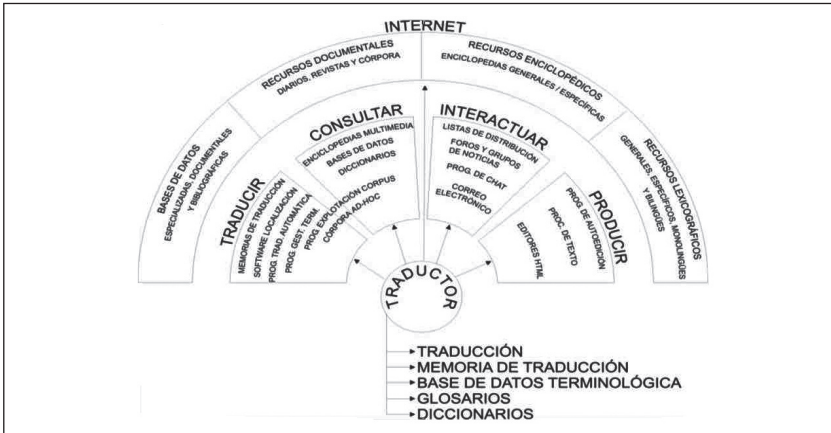 INTERNET
BASES DE DATOS
ESPECIALIZADAS, DOCUMENTALES
Y BIBLIOGRÁFICAS
RECURSOS DOCUMENTALES
DIARIOS, REVISTAS Y CÓRPORA
RECURSOS ENCICLOPÉDICOS
ENCICLOPEDIAS GENERALES / ESPECÍFICAS
RECURSOS LEXICOGRÁFICOS
GENERALES, ESPECÍFICOS, MONOLINGÜES
Y BILINGÜES
TRADUCIR
MEMORIAS DE TRADUCCIÓN
SOFTWARE LOCALIZACIÓN
PROG. TRAD. AUTOMÁTICA
PROG. GEST. TERM.
CONSULTAR
ENCICLOPEDIAS MULTIMEDIA
BASES DE DATOS
DICCIONARIOS
PROG. EXPLOTACIÓN CORPUS
CÓRPORA AD-HOC
INTERACTUAR
LISTAS DE DISTRIBUCIÓN
FOROS Y GRUPOS
DE NOTICIAS
PROG. DE CHAT
CORREO
ELECTRÓNICO
PRODUCIR
PROG. DE AUTOEDICIÓN
PROC. DE TEXTO
EDITORES HTML
TRADUCTOR
TRADUCCIÓN
MEMORIA DE TRADUCCIÓN
BASE DE DATOS TERMINOLÓGICA
GLOSARIOS
DICCIONARIOS